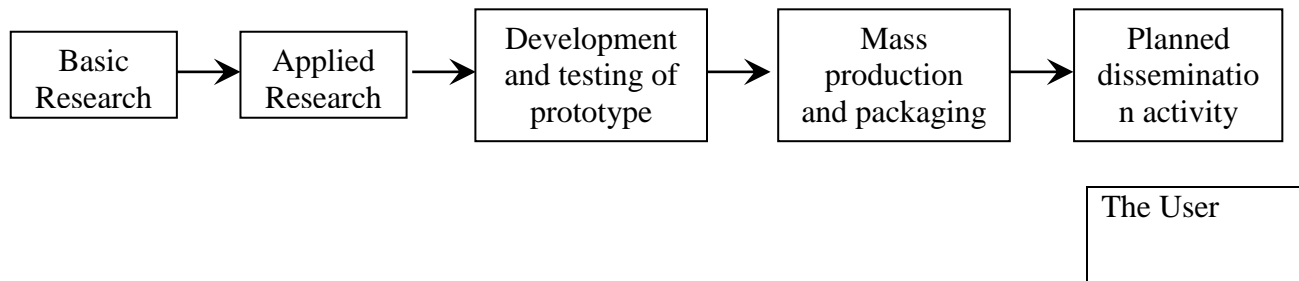 Basic
Research
Applied
Research
Development
and testing of
prototype
Mass
production
and packaging
Planned
disseminatio
n activity
The User